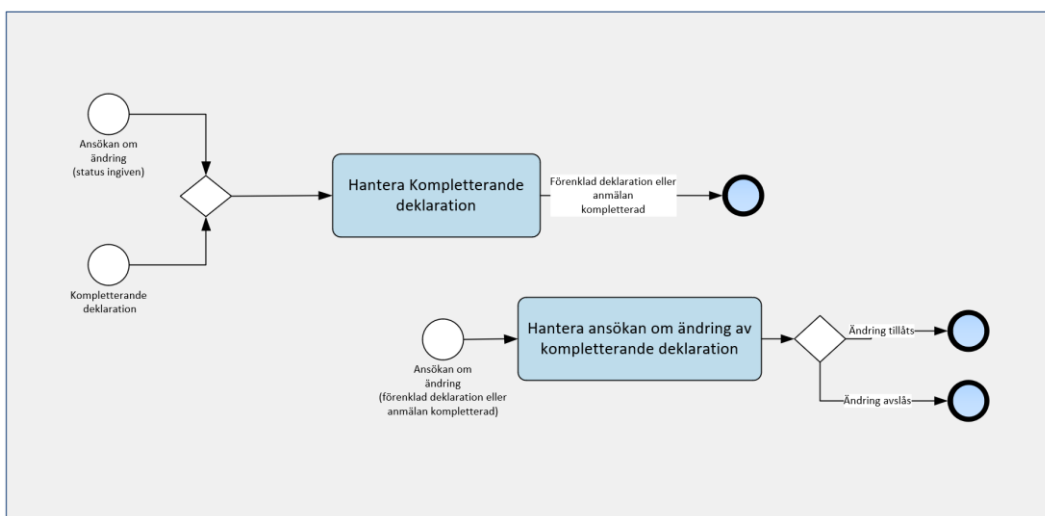 Ansökan om
ändring
(status ingiven)
Hantera Kompletterande
deklaration
Förenklad deklaration eller
anmälan
kompletterad
Kompletterande
deklaration
Hantera ansökan om ändring av
kompletterande deklaration
Ändring tillåts
Ansökan om
ändring
(förenklad deklaration eller
anmälan kompletterad)
Ändring avslås